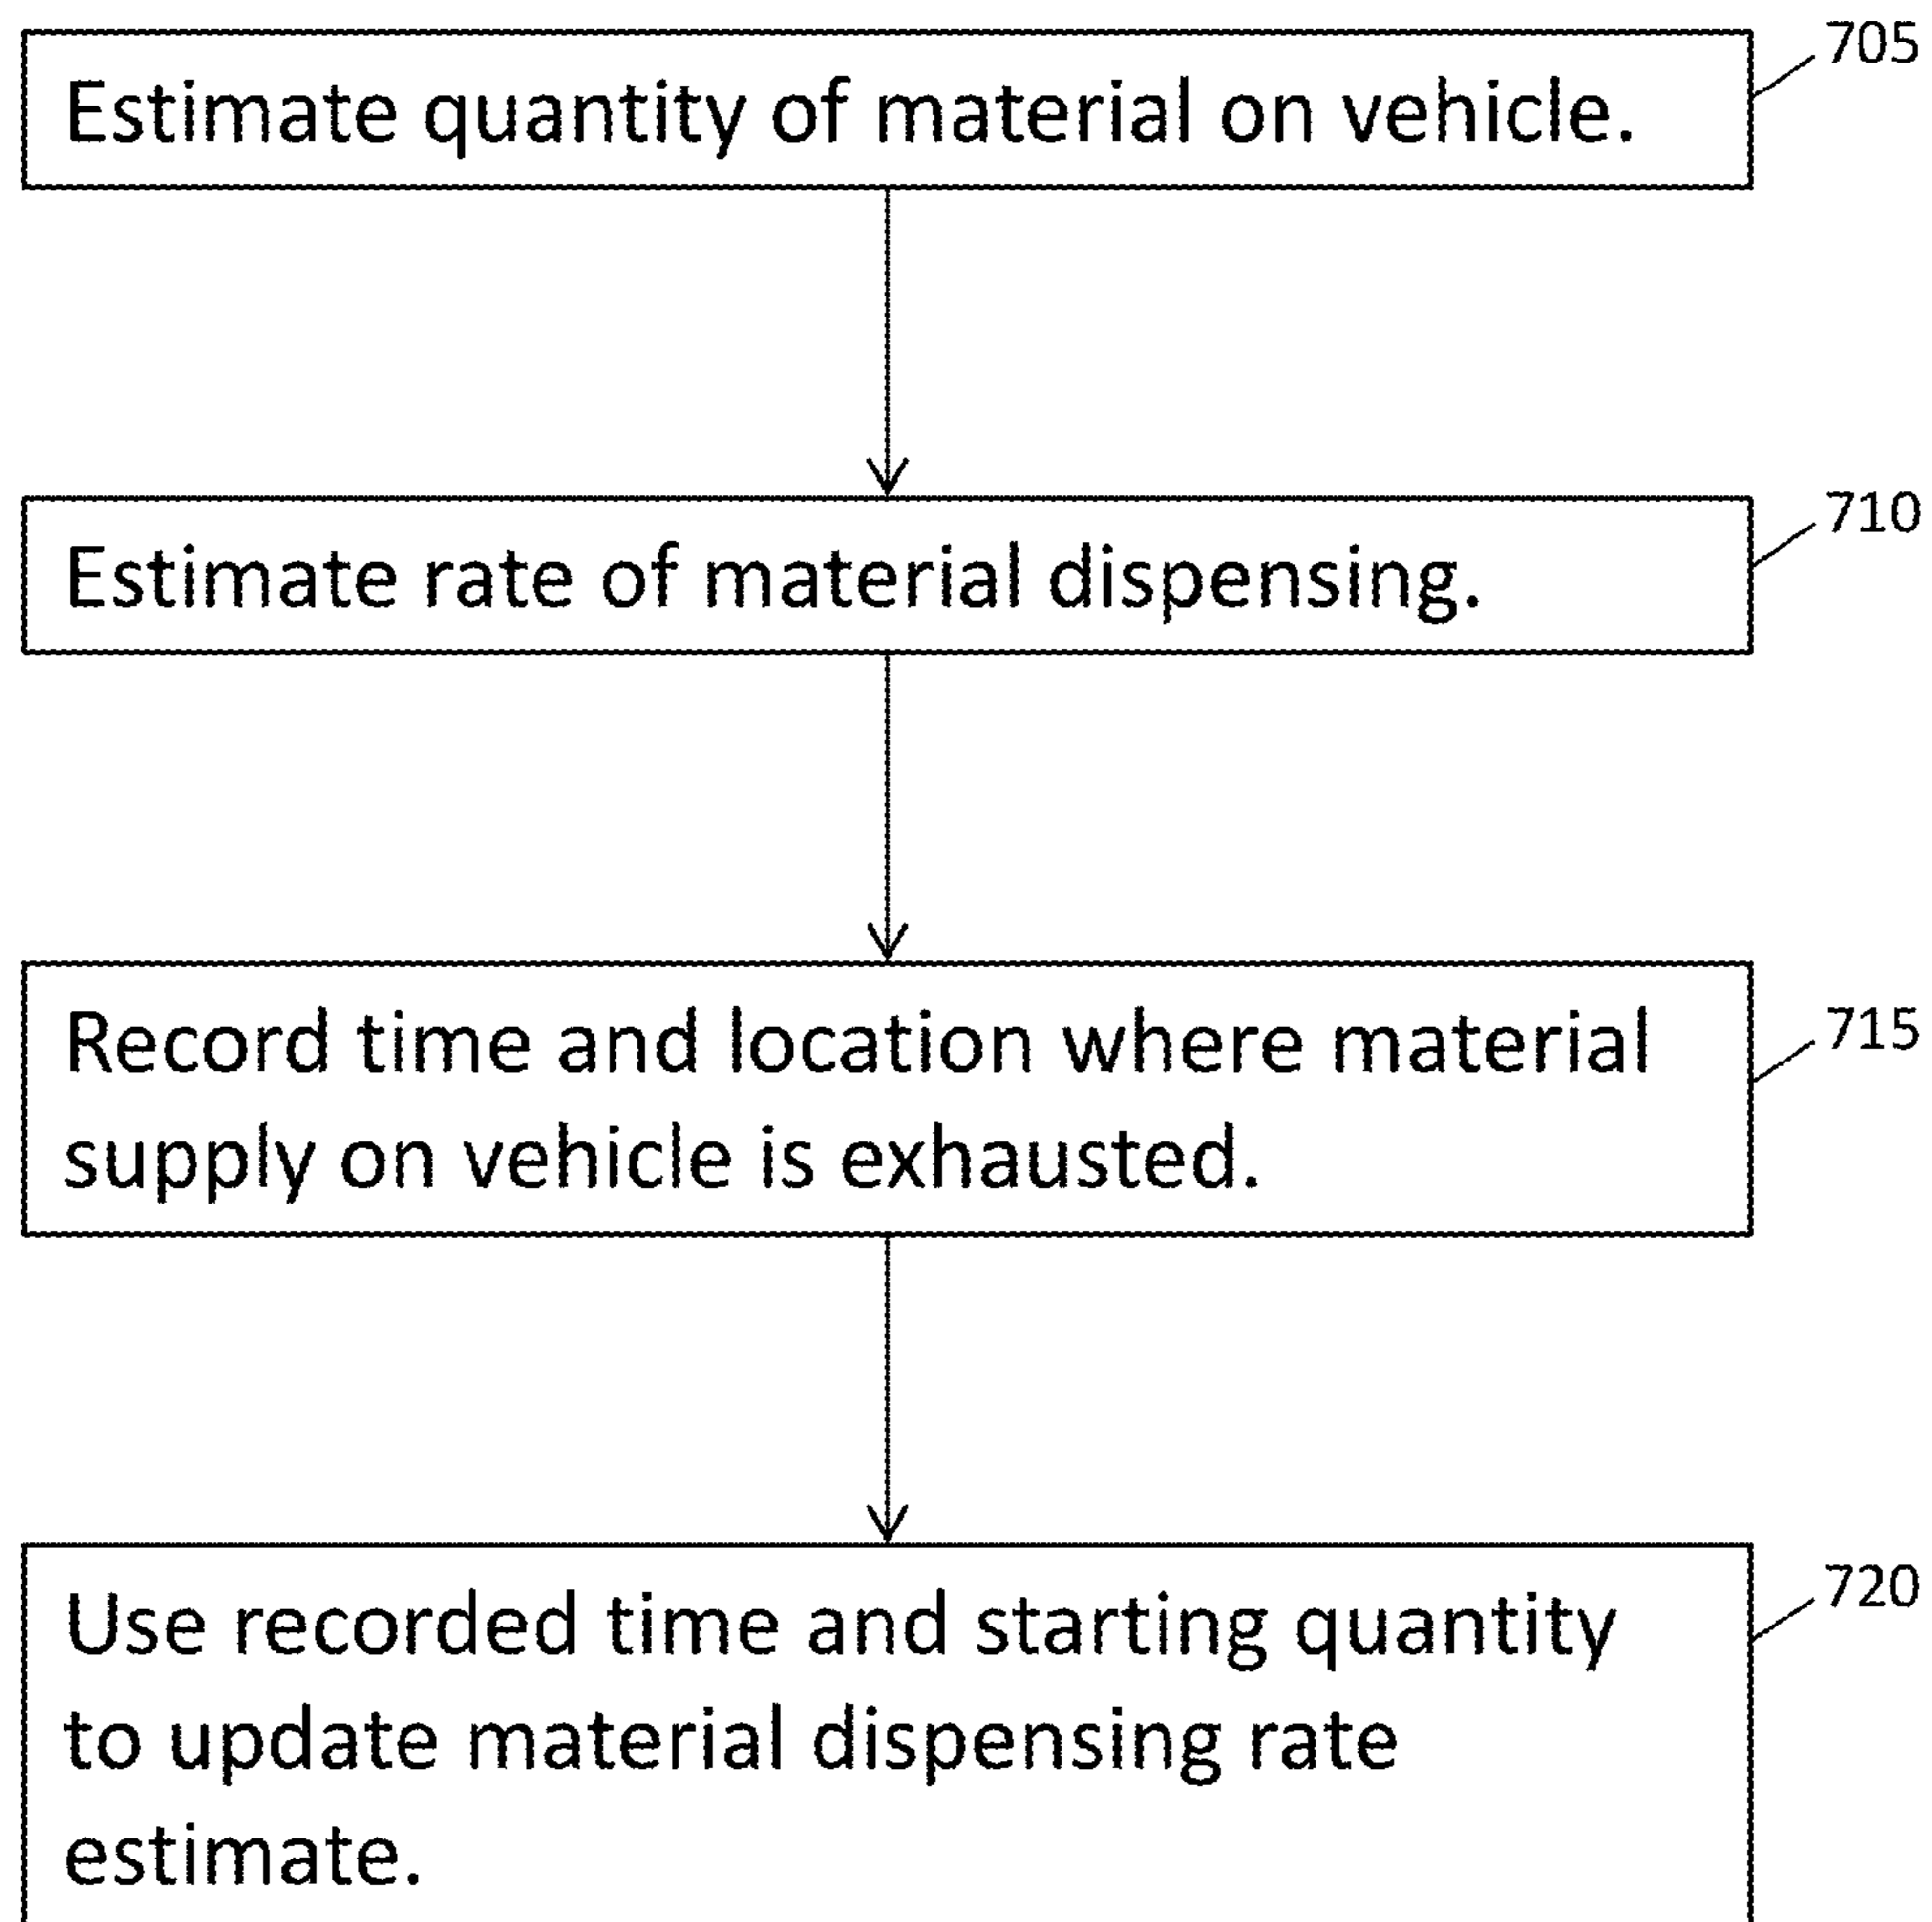 705
Estimate quantity of material on vehicle.
710
Estimate rate of material dispensing.
715
Record time and location where material
supply on vehicle is exhausted.
720
Use recorded time and starting quantity
to update material dispensing rate
estimate.